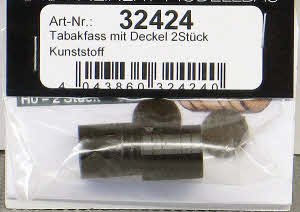 Art-Nr.: 32424
Tabakfass mit Deckel 2Stück
Kunststoff
4 043860 324240
H0 – 2 Stück